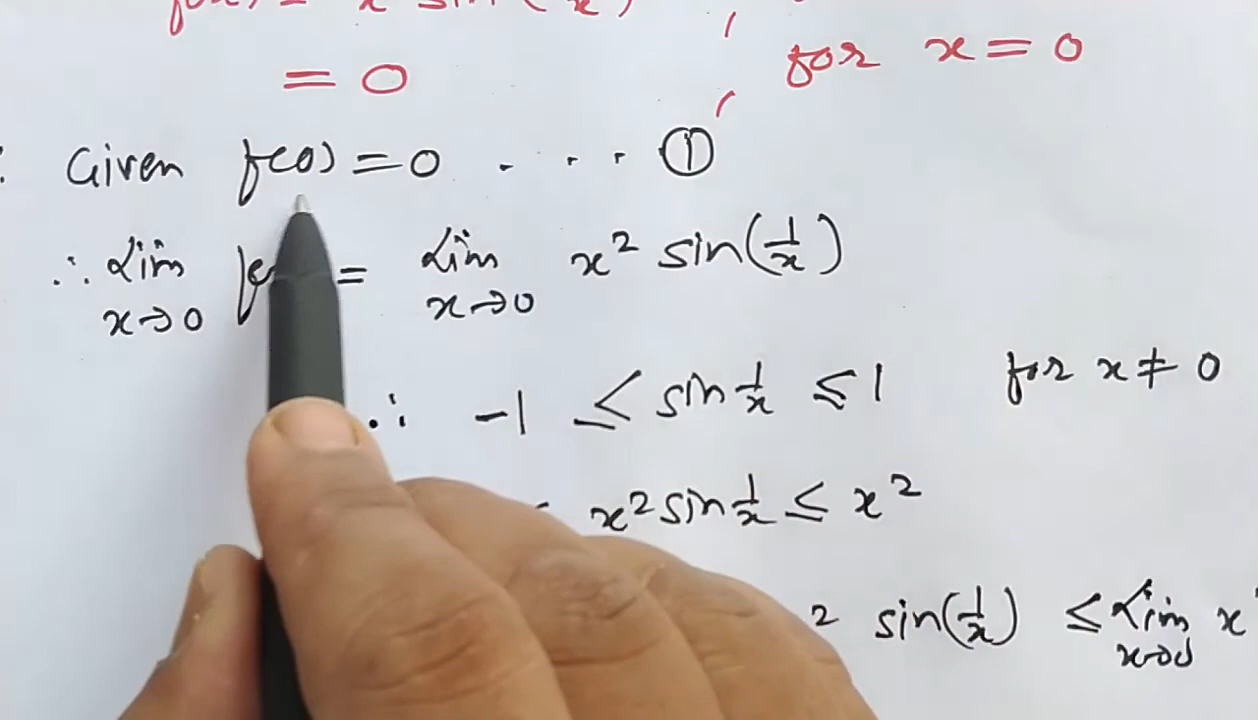 = 0 , for x = 0
Given f(0) = 0 . . . ①
∴ Lim x→0 = Lim x→0 x² sin(1/x)
∴ -1 ≤ sin 1/x ≤ 1 for x ≠ 0
x² sin 1/x ≤ x²
² sin(1/x) ≤ Lim x→0 x